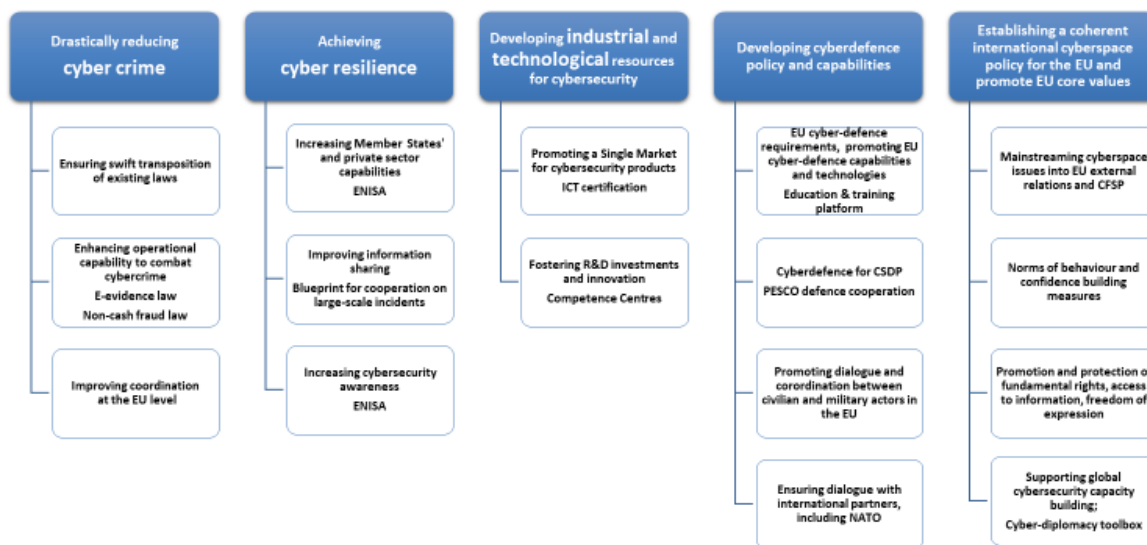 Drastically reducing
cyber crime
Ensuring swift transposition
of existing laws
Enhancing operational
capability to combat
cybercrime
E-evidence law
Non-cash fraud law
Improving coordination
at the EU level
Achieving
cyber resilience
Increasing Member States'
and private sector
capabilities
ENISA
Improving information
sharing
Blueprint for cooperation on
large-scale incidents
Increasing cybersecurity
awareness
ENISA
Developing industrial and
technological resources
for cybersecurity
Promoting a Single Market
for cybersecurity products
ICT certification
Fostering R&D investments
and innovation
Competence Centres
Developing cyberdefence
policy and capabilities
EU cyber-defence
requirements, promoting EU
cyber-defence capabilities
and technologies
Education & training
platform
Cyberdefence for CSDP
PESCO defence cooperation
Promoting dialogue and
corordination between
civilian and military actors in
the EU
Ensuring dialogue with
international partners,
including NATO
Establishing a coherent
international cyberspace
policy for the EU and
promote EU core values
Mainstreaming cyberspace
issues into EU external
relations and CFSP
Norms of behaviour and
confidence building
measures
Promotion and protection of
fundamental rights, access
to information, freedom of
expression
Supporting global
cybersecurity capacity
building;
Cyber-diplomacy toolbox